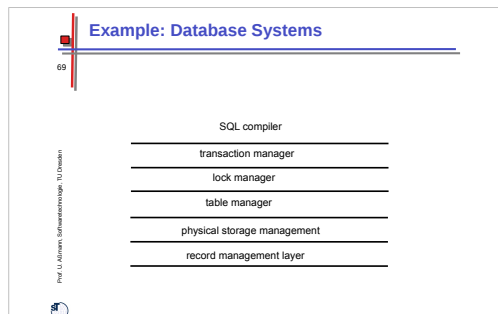 Example: Database Systems
69
SQL compiler
transaction manager
lock manager
table manager
physical storage management
record management layer
Prof. U. Aßmann, Softwaretechnologie, TU Dresden
ST